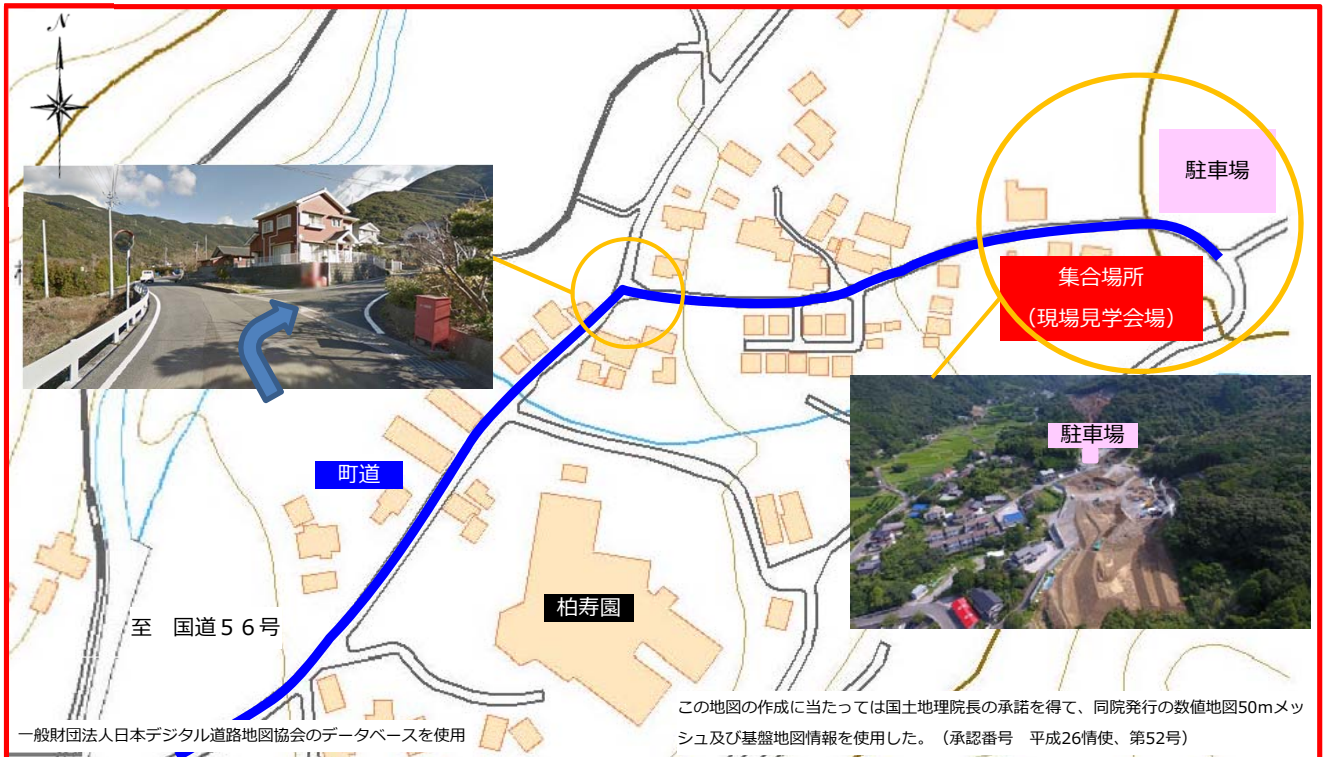 N
駐車場
集合場所
（現場見学会場）
駐車場
町道
柏寿園
至　国道５６号
この地図の作成に当たっては国土地理院長の承諾を得て、同院発行の数値地図50mメッ
シュ及び基盤地図情報を使用した。（承認番号　平成26情使、第52号）
一般財団法人日本デジタル道路地図協会のデータベースを使用